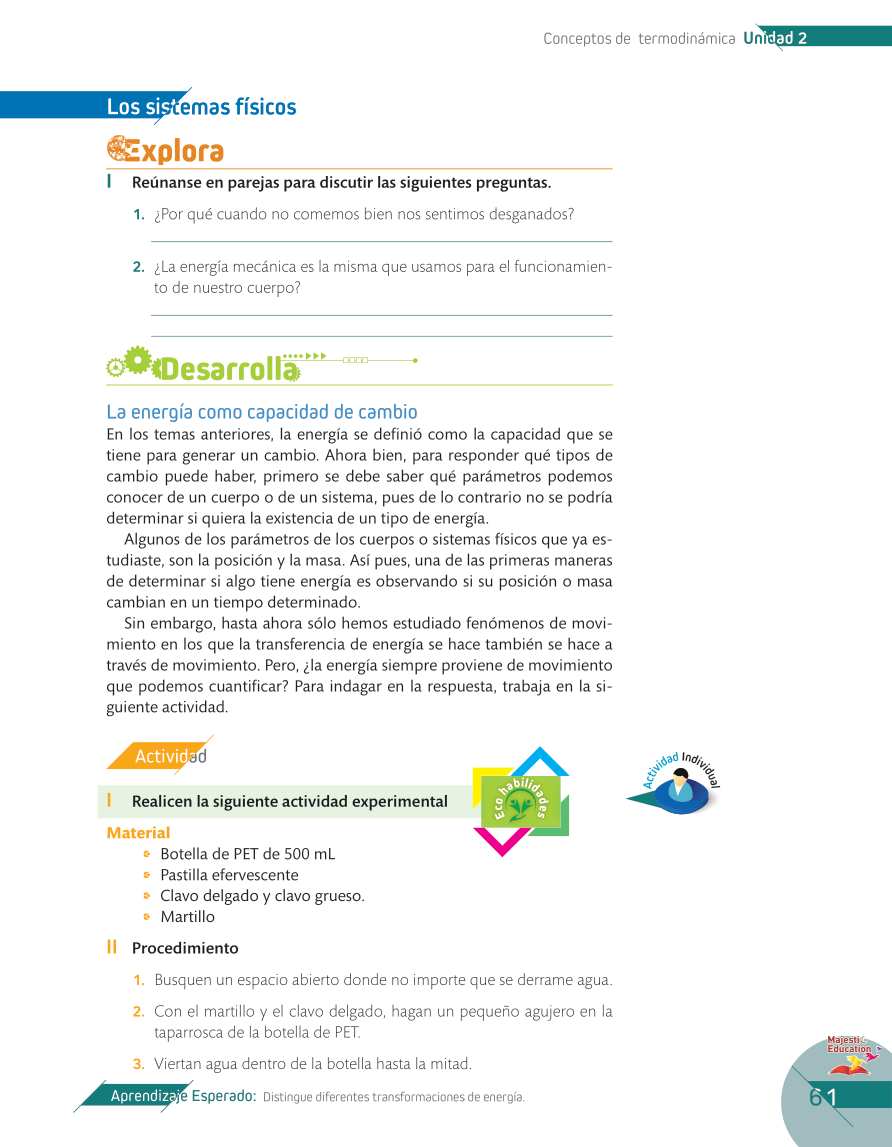 Conceptos de termodinámica Unidad 2
Los sistemas físicos
Explora
I Reúnanse en parejas para discutir las siguientes preguntas.
1. ¿Por qué cuando no comemos bien nos sentimos desganados?
2. ¿La energía mecánica es la misma que usamos para el funcionamien-
to de nuestro cuerpo?
Desarrolla
La energía como capacidad de cambio
En los temas anteriores, la energía se definió como la capacidad que se
tiene para generar un cambio. Ahora bien, para responder qué tipos de
cambio puede haber, primero se debe saber qué parámetros podemos
conocer de un cuerpo o de un sistema, pues de lo contrario no se podría
determinar si quiera la existencia de un tipo de energía.
Algunos de los parámetros de los cuerpos o sistemas físicos que ya es-
tudiaste, son la posición y la masa. Así pues, una de las primeras maneras
de determinar si algo tiene energía es observando si su posición o masa
cambian en un tiempo determinado.
Sin embargo, hasta ahora sólo hemos estudiado fenómenos de movi-
miento en los que la transferencia de energía se hace también se hace a
través de movimiento. Pero, ¿la energía siempre proviene de movimiento
que podemos cuantificar? Para indagar en la respuesta, trabaja en la si-
guiente actividad.
Actividad
Actividad Individual
Eco habilidades
I Realicen la siguiente actividad experimental
Material
Botella de PET de 500 mL
Pastilla efervescente
Clavo delgado y clavo grueso.
Martillo
II Procedimiento
1. Busquen un espacio abierto donde no importe que se derrame agua.
2. Con el martillo y el clavo delgado, hagan un pequeño agujero en la
taparrosca de la botella de PET.
3. Viertan agua dentro de la botella hasta la mitad.
Majestic
Education
Aprendizaje Esperado: Distingue diferentes transformaciones de energía.
61